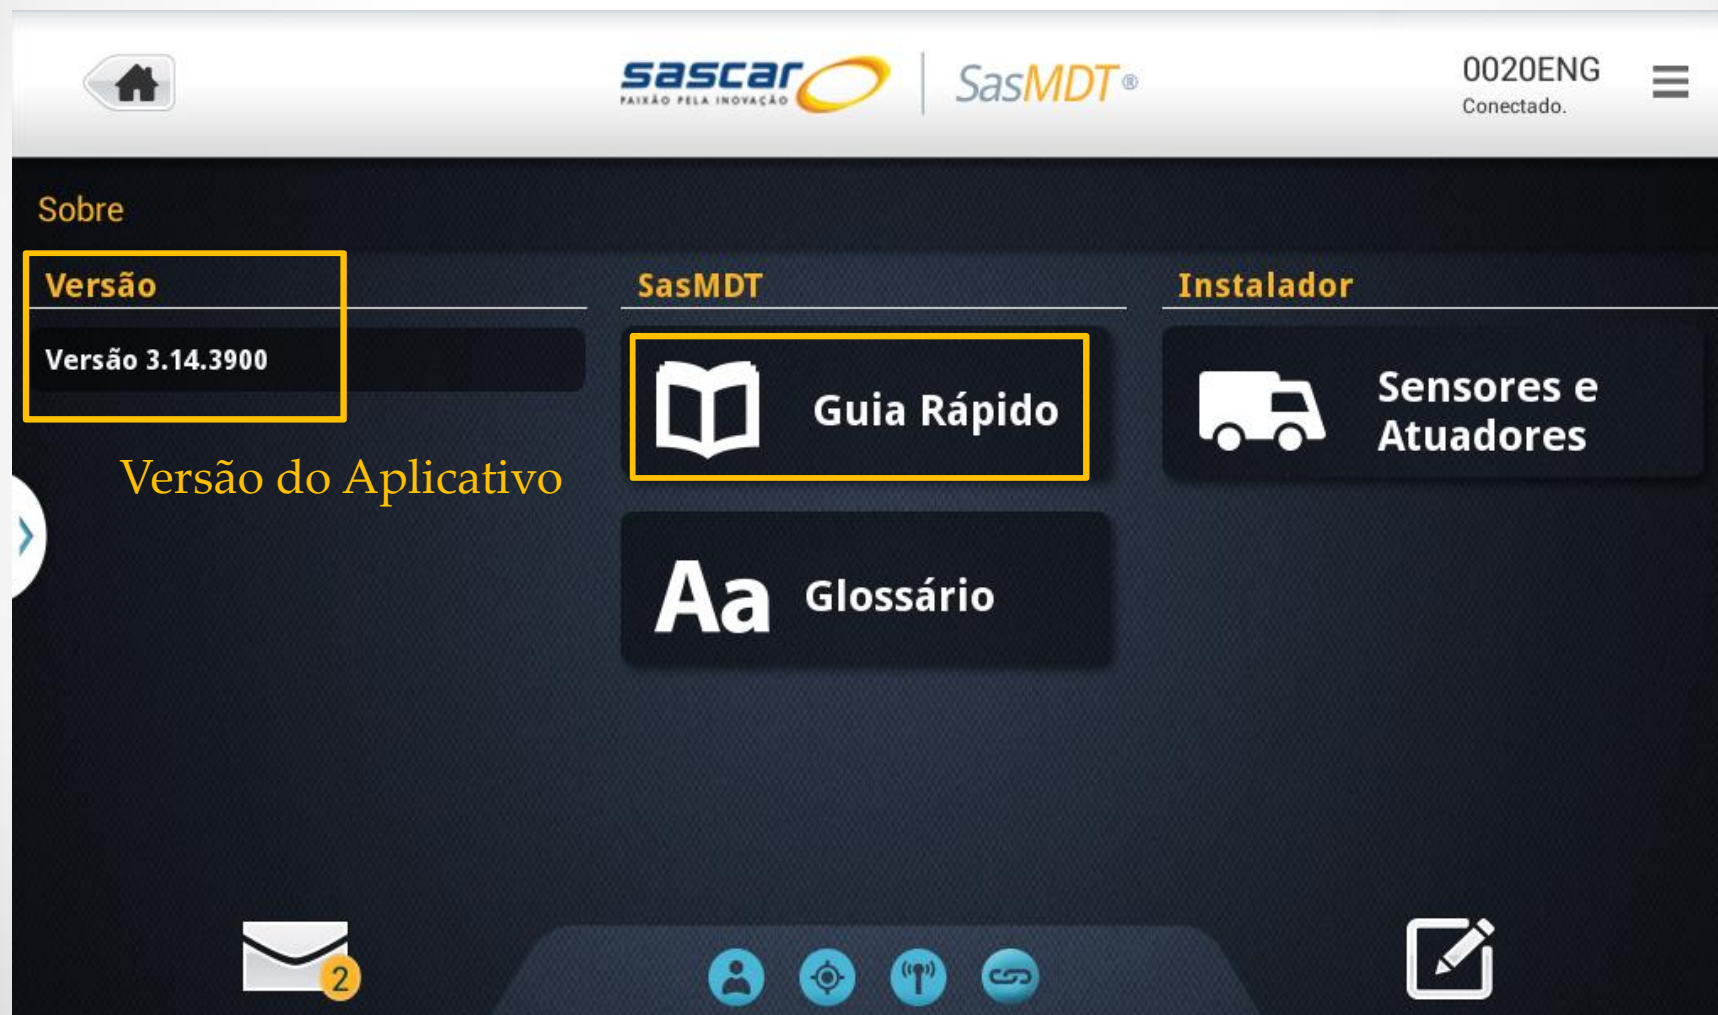 sascar
PAIXÃO PELA INOVAÇÃO
SasMDT®
0020ENG
Conectado.
Sobre
Versão
Versão 3.14.3900
Versão do Aplicativo
SasMDT
Guia Rápido
Aa Glossário
Instalador
Sensores e
Atuadores
2